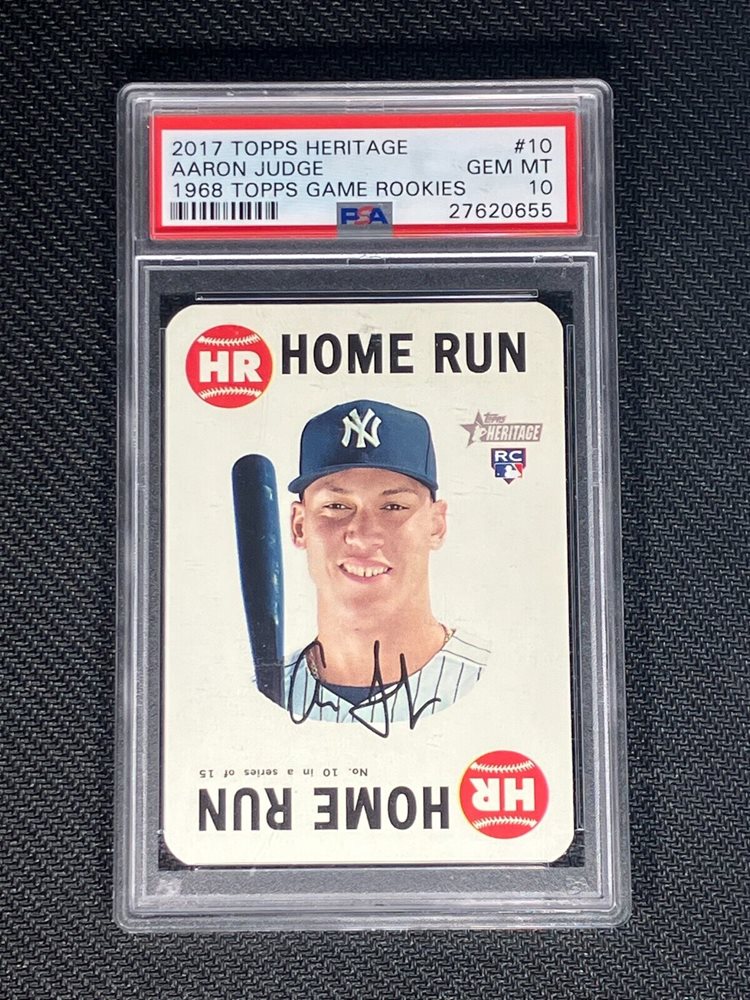 2017 TOPPS HERITAGE #10
AARON JUDGE GEM MT
1968 TOPPS GAME ROOKIES 10
PSA 27620655
HR HOME RUN
NY
Topps
HERITAGE
RC
No. 10 in a series of 15
HOME RUN HR